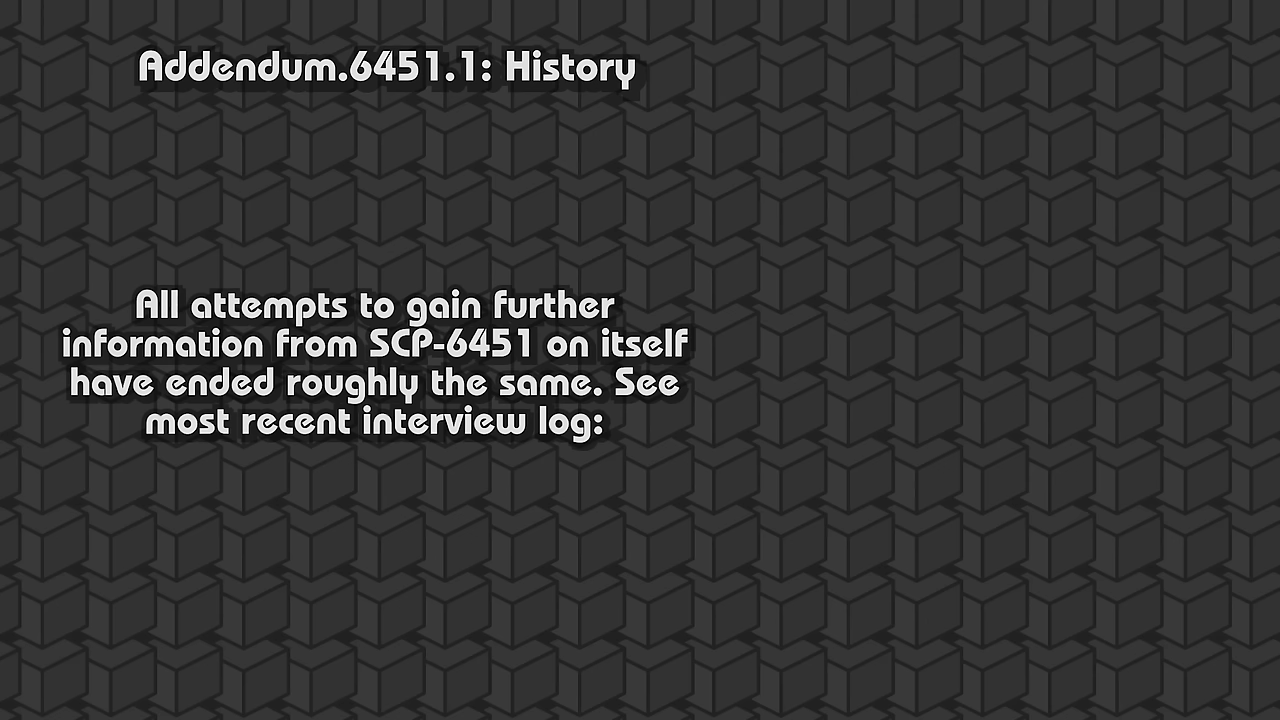 Addendum.6451.1: History
All attempts to gain further
information from SCP-6451 on itself
have ended roughly the same. See
most recent interview log: